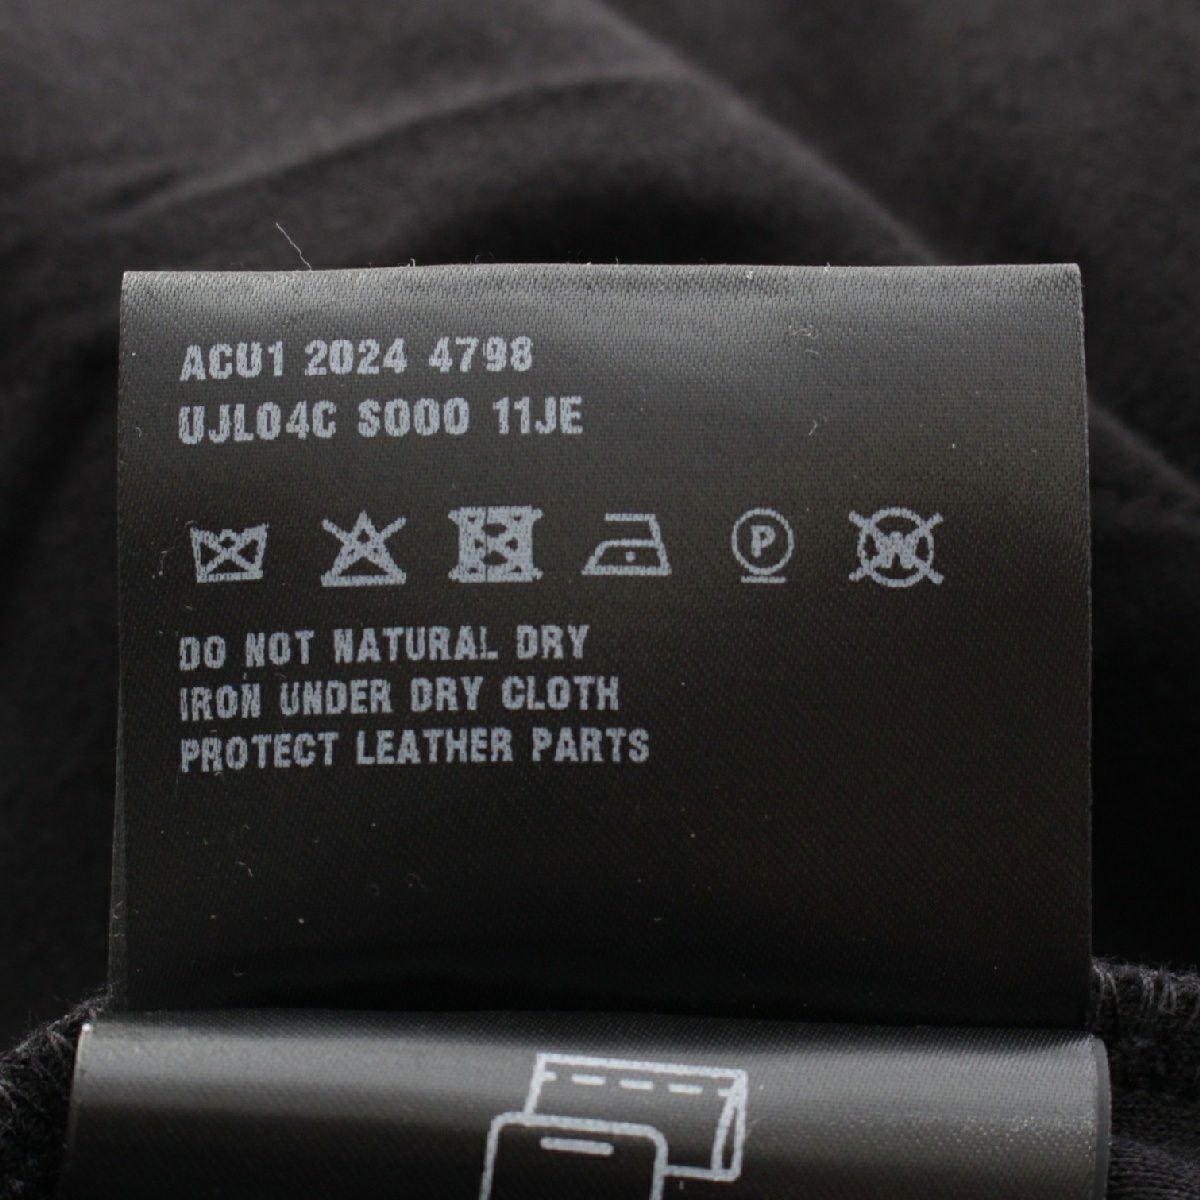 ACU1 2024 4798
UJL04C S000 11JE
P
W
DO NOT NATURAL DRY
IRON UNDER DRY CLOTH
PROTECT LEATHER PARTS